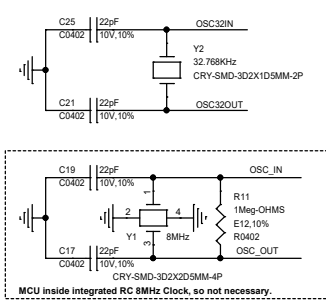 C25 22pF OSC32IN
C0402 10V,10%
Y2
32.768KHz
CRY-SMD-3D2X1D5MM-2P
C21 22pF OSC32OUT
C0402 10V,10%
C19 22pF OSC_IN
C0402 10V,10%
1
R11
2 4 1Meg-OHMS
E12,10%
Y1 3 8MHz R0402
C17 22pF OSC_OUT
C0402 10V,10%
CRY-SMD-3D2X2D5MM-4P
MCU inside integrated RC 8MHz Clock, so not necessary.